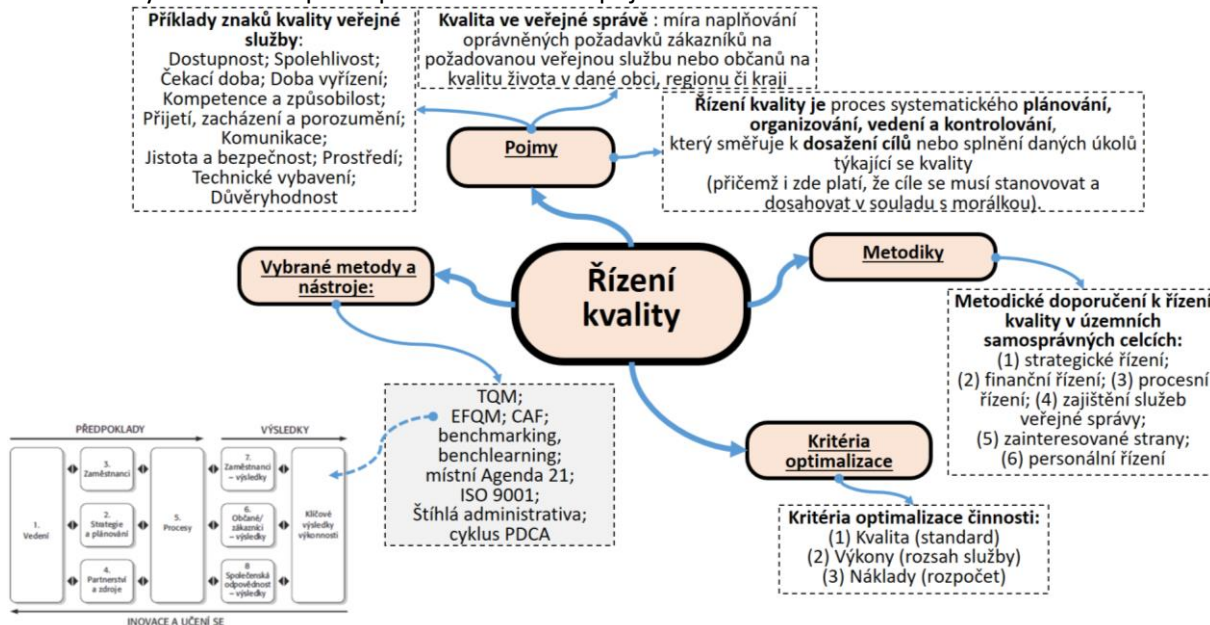 Příklady znaků kvality veřejné
služby:
Dostupnost; Spolehlivost;
Čekací doba; Doba vyřízení;
Kompetence a způsobilost;
Přijetí, zacházení a porozumění;
Komunikace;
Jistota a bezpečnost; Prostředí;
Technické vybavení;
Důvěryhodnost
Kvalita ve veřejné správě : míra naplňování
oprávněných požadavků zákazníků na
požadovanou veřejnou službu nebo občanů na
kvalitu života v dané obci, regionu či kraji
Pojmy
Řízení kvality je proces systematického plánování,
organizování, vedení a kontrolování,
který směřuje k dosažení cílů nebo splnění daných úkolů
týkající se kvality
(přičemž i zde platí, že cíle se musí stanovovat a
dosahovat v souladu s morálkou).
Vybrané metody a
nástroje:
Řízení
kvality
Metodiky
Metodické doporučení k řízení
kvality v územních
samosprávných celcích:
(1) strategické řízení;
(2) finanční řízení; (3) procesní
řízení; (4) zajištění služeb
veřejné správy;
(5) zainteresované strany;
(6) personální řízení
TQM;
EFQM; CAF;
benchmarking,
benchlearning;
místní Agenda 21;
ISO 9001;
Štíhlá administrativa;
cyklus PDCA
Kritéria
optimalizace
Kritéria optimalizace činnosti:
(1) Kvalita (standard)
(2) Výkony (rozsah služby)
(3) Náklady (rozpočet)
PŘEDPOKLADY
VÝSLEDKY
1.
Vedení
3.
Zaměstnanci
2.
Strategie
a plánování
4.
Partnerství
a zdroje
5.
Procesy
7.
Zaměstnanci
– výsledky
6.
Občané/
zákazníci –
výsledky
8
Společenská
odpovědnost
– výsledky
Klíčové
výsledky
výkonnosti
INOVACE A UČENÍ SE